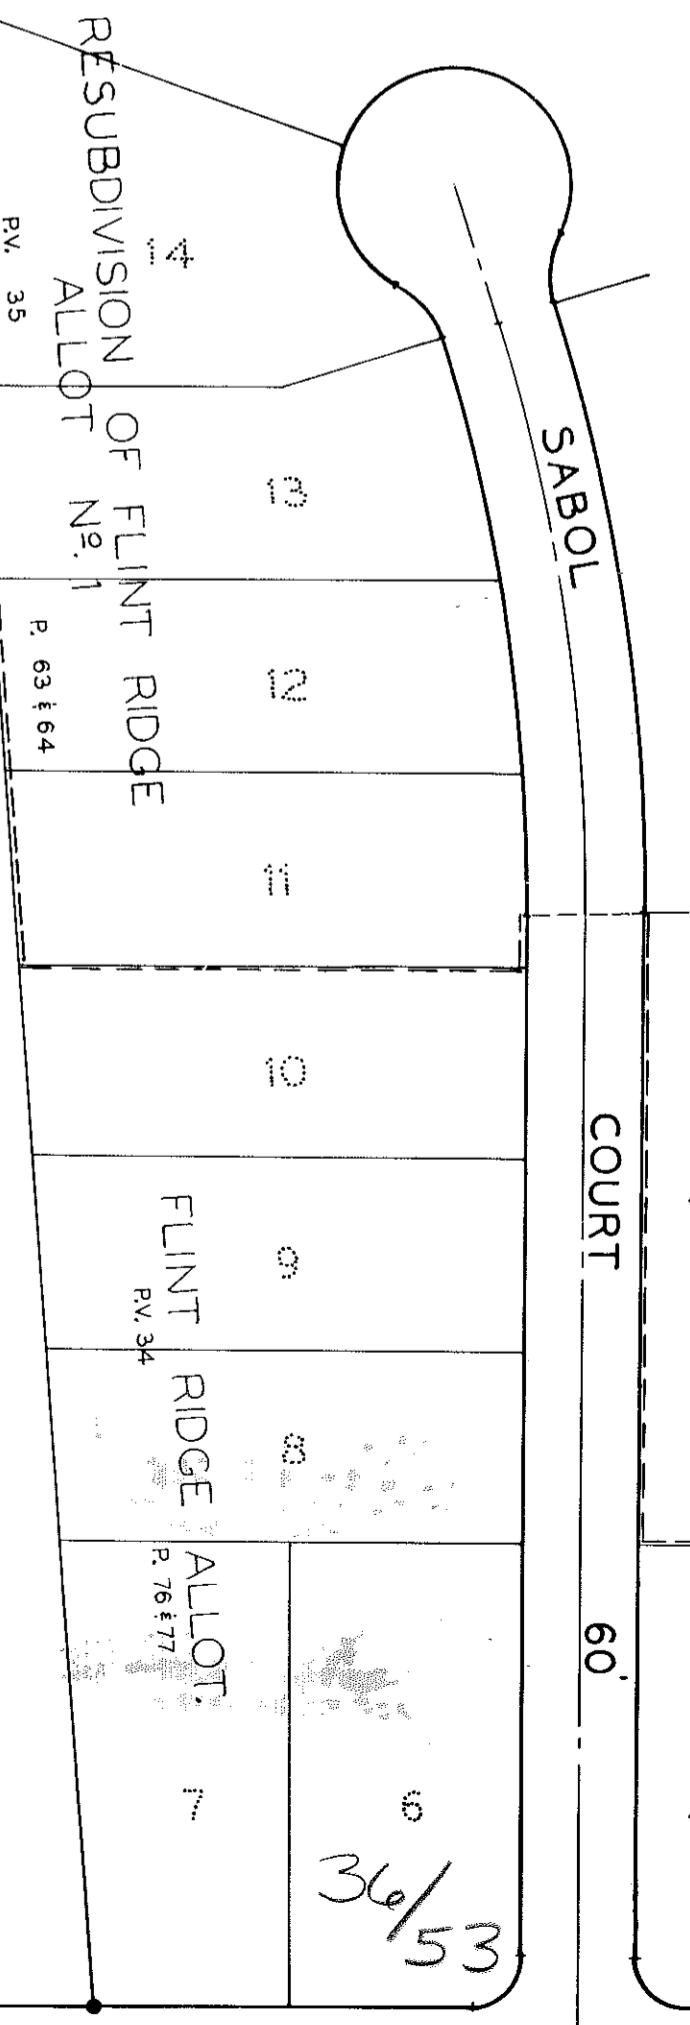 RESUBDIVISION OF FLINT RIDGE
ALLOT Nº. 1
P.V. 35
P. 63 & 64
14
13
12
11
10
9
8
7
6
SABOL COURT 60'
FLINT RIDGE ALLOT.
P.V. 34
P. 76 & 77
36/53